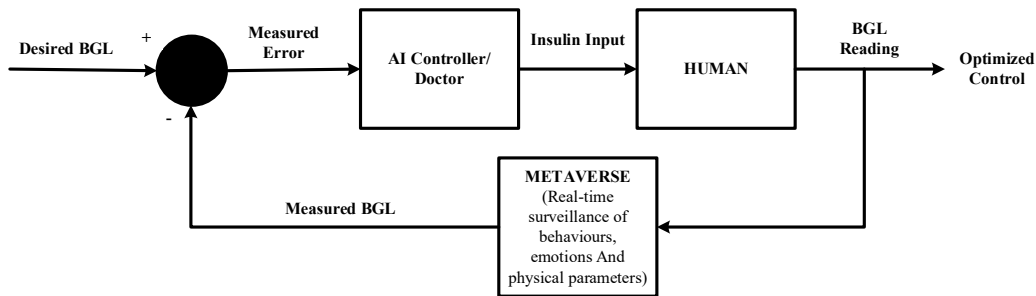 Desired BGL
+
-
Measured
Error
AI Controller/
Doctor
Insulin Input
HUMAN
BGL
Reading
Optimized
Control
METAVERSE
(Real-time
surveillance of
behaviours,
emotions And
physical parameters)
Measured BGL